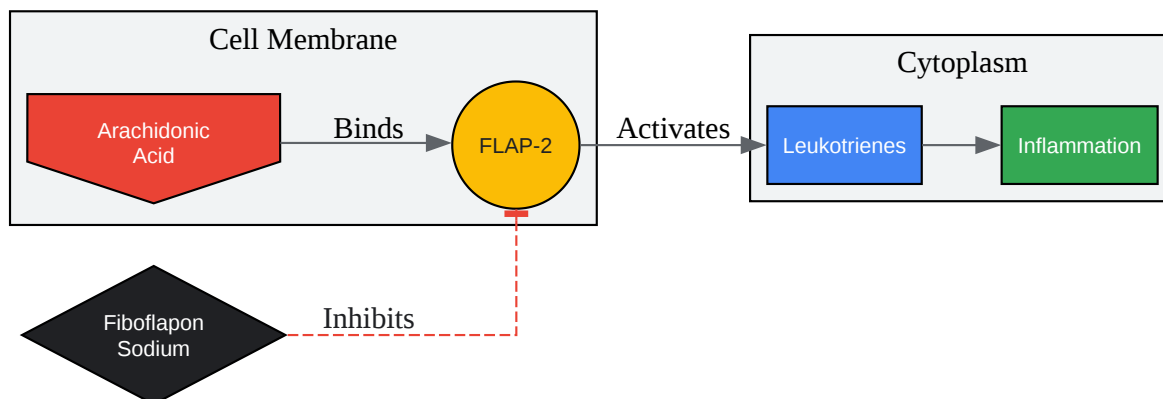 Cell Membrane
Arachidonic
Acid
Binds
FLAP-2
Activates
Cytoplasm
Leukotrienes
Inflammation
Fiboflapon
Sodium
Inhibits